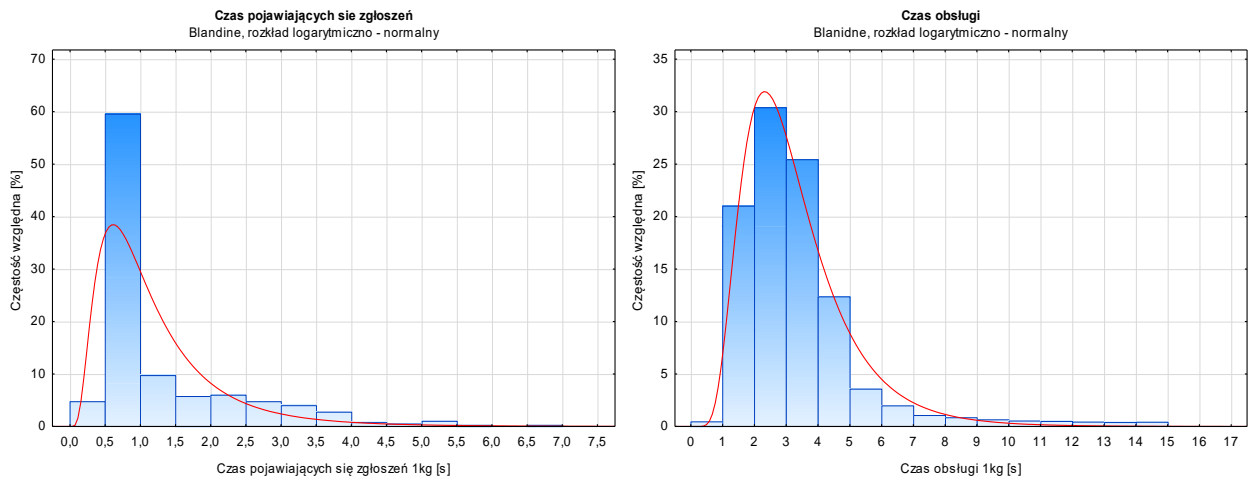 Czas pojawiających sie zgłoszeń
Blandine, rozkład logarytmiczno - normalny
70
60
50
40
30
20
10
0
Częstość względna [%]
0,0 0,5 1,0 1,5 2,0 2,5 3,0 3,5 4,0 4,5 5,0 5,5 6,0 6,5 7,0 7,5
Czas pojawiających się zgłoszeń 1kg [s]
Czas obsługi
Blanidne, rozkład logarytmiczno - normalny
35
30
25
20
15
10
5
0
Częstość względna [%]
0 1 2 3 4 5 6 7 8 9 10 11 12 13 14 15 16 17
Czas obsługi 1kg [s]